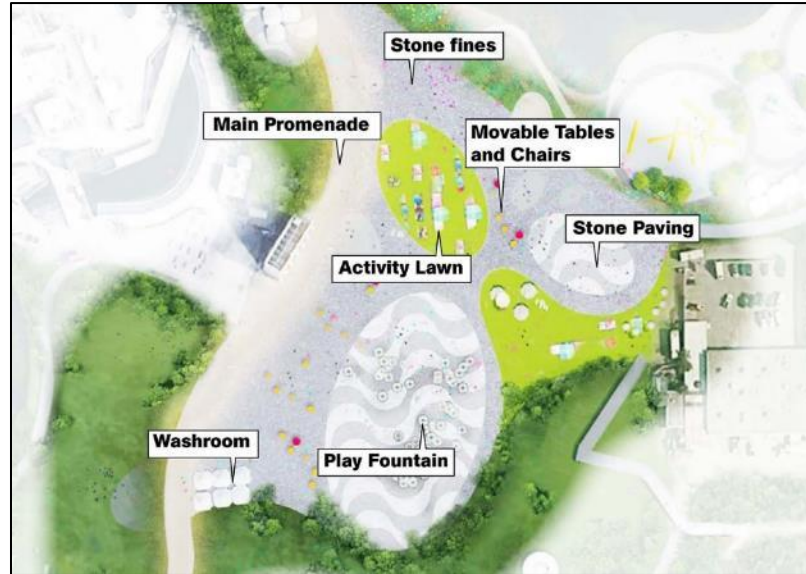 Stone fines
Main Promenade
Movable Tables
and Chairs
Stone Paving
Activity Lawn
Washroom
Play Fountain